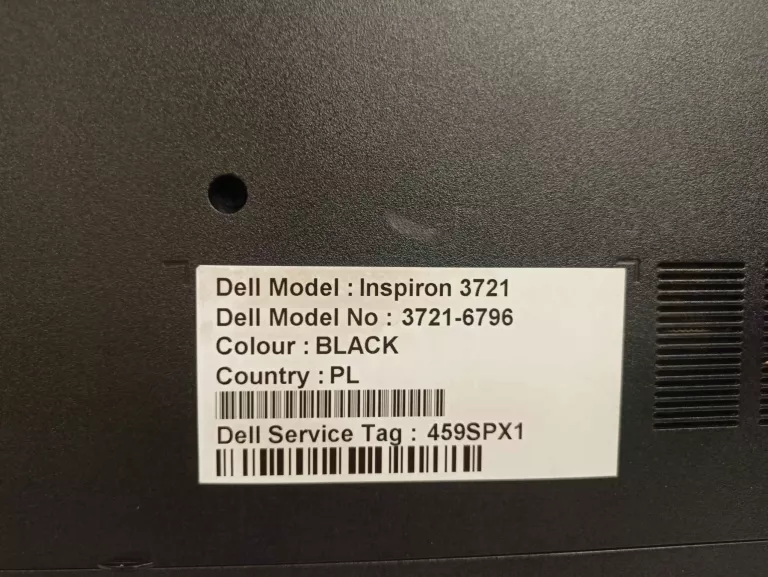 Dell Model : Inspiron 3721
Dell Model No : 3721-6796
Colour : BLACK
Country : PL
Dell Service Tag : 459SPX1